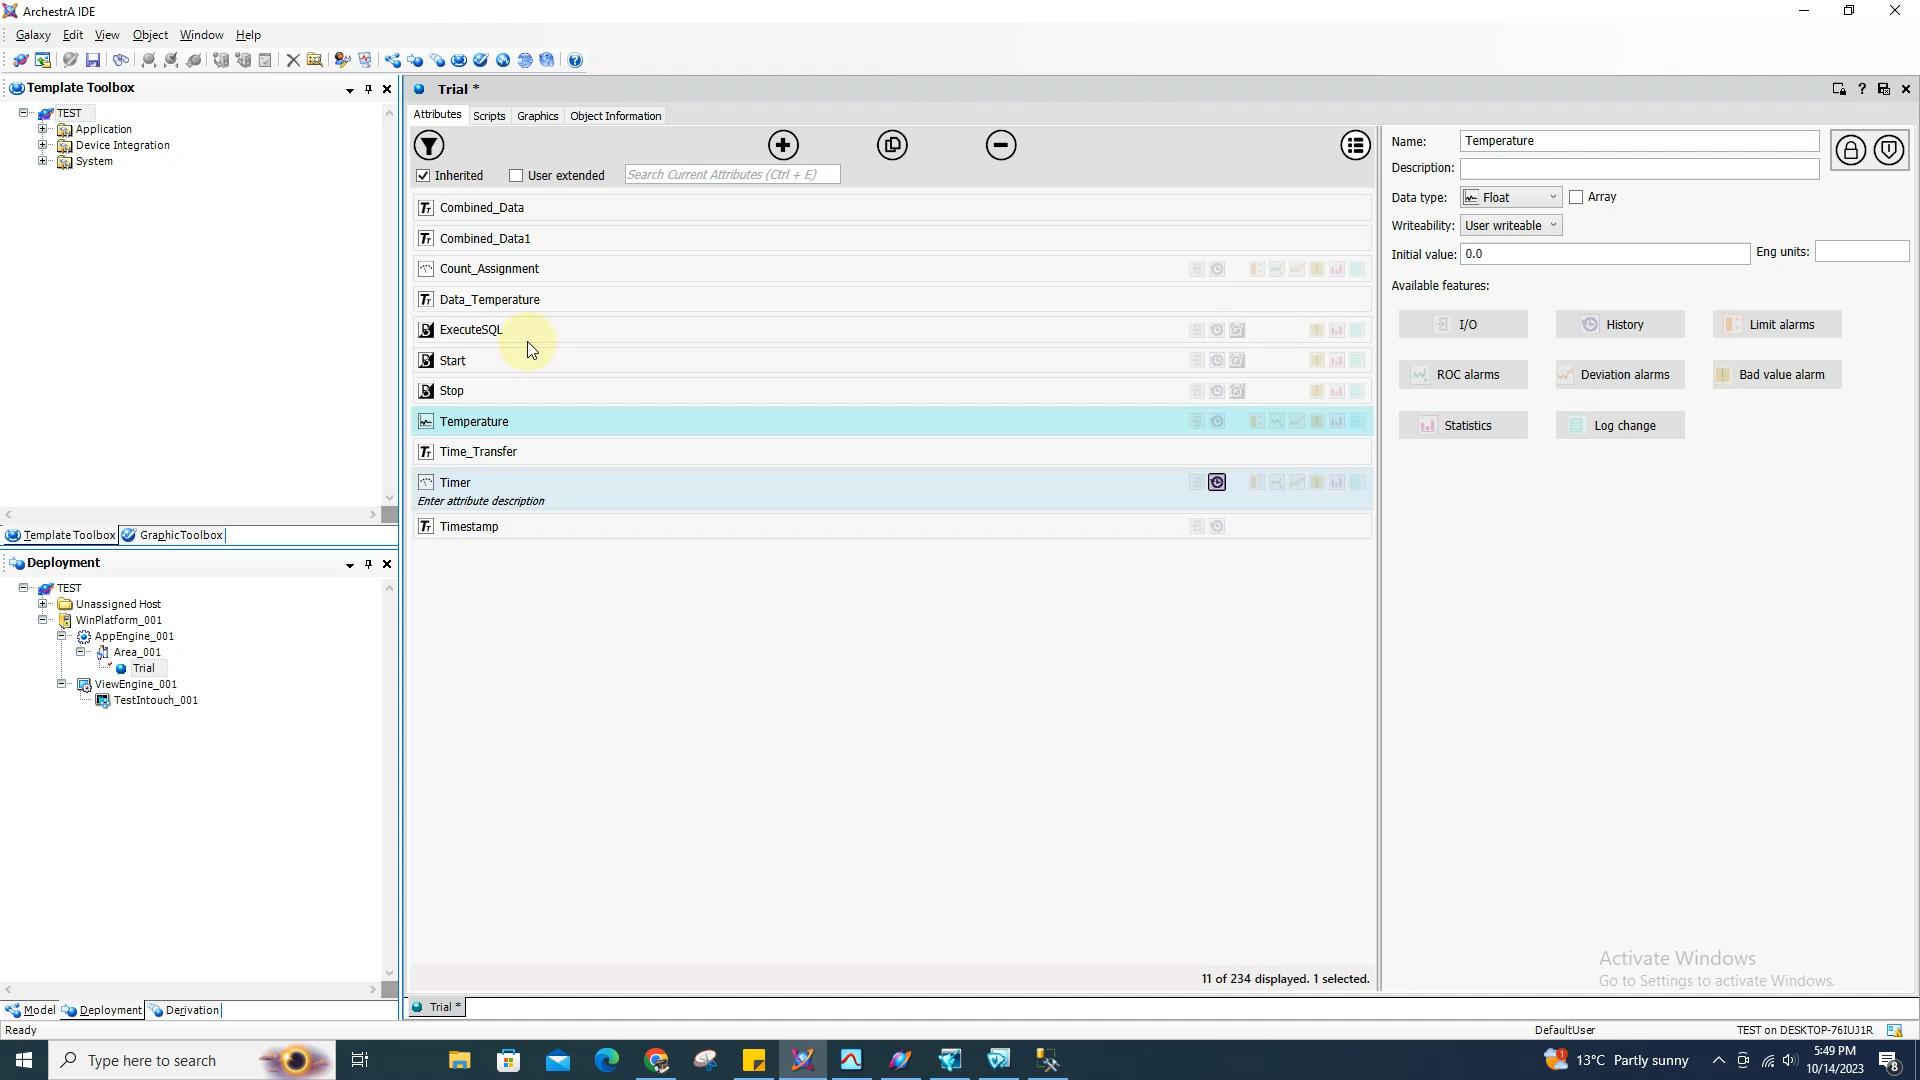 ArchestrA IDE
Galaxy Edit View Object Window Help
Template Toolbox
TEST
Application
Device Integration
System
Template Toolbox GraphicToolbox
Deployment
TEST
Unassigned Host
WinPlatform_001
AppEngine_001
Area_001
Trial
ViewEngine_001
TestIntouch_001
Model Deployment Derivation
Ready
Trial *
Attributes Scripts Graphics Object Information
Inherited User extended Search Current Attributes (Ctrl + E)
Combined_Data
Combined_Data1
Count_Assignment
Data_Temperature
ExecuteSQL
Start
Stop
Temperature
Time_Transfer
Timer
Enter attribute description
Timestamp
11 of 234 displayed. 1 selected.
Trial *
Name: Temperature
Description:
Data type: Float Array
Writeability: User writeable
Initial value: 0.0 Eng units:
Available features:
I/O History Limit alarms
ROC alarms Deviation alarms Bad value alarm
Statistics Log change
Activate Windows
Go to Settings to activate Windows.
DefaultUser TEST on DESKTOP-76IUJ1R
Type here to search
13°C Partly sunny
5:49 PM
10/14/2023
8